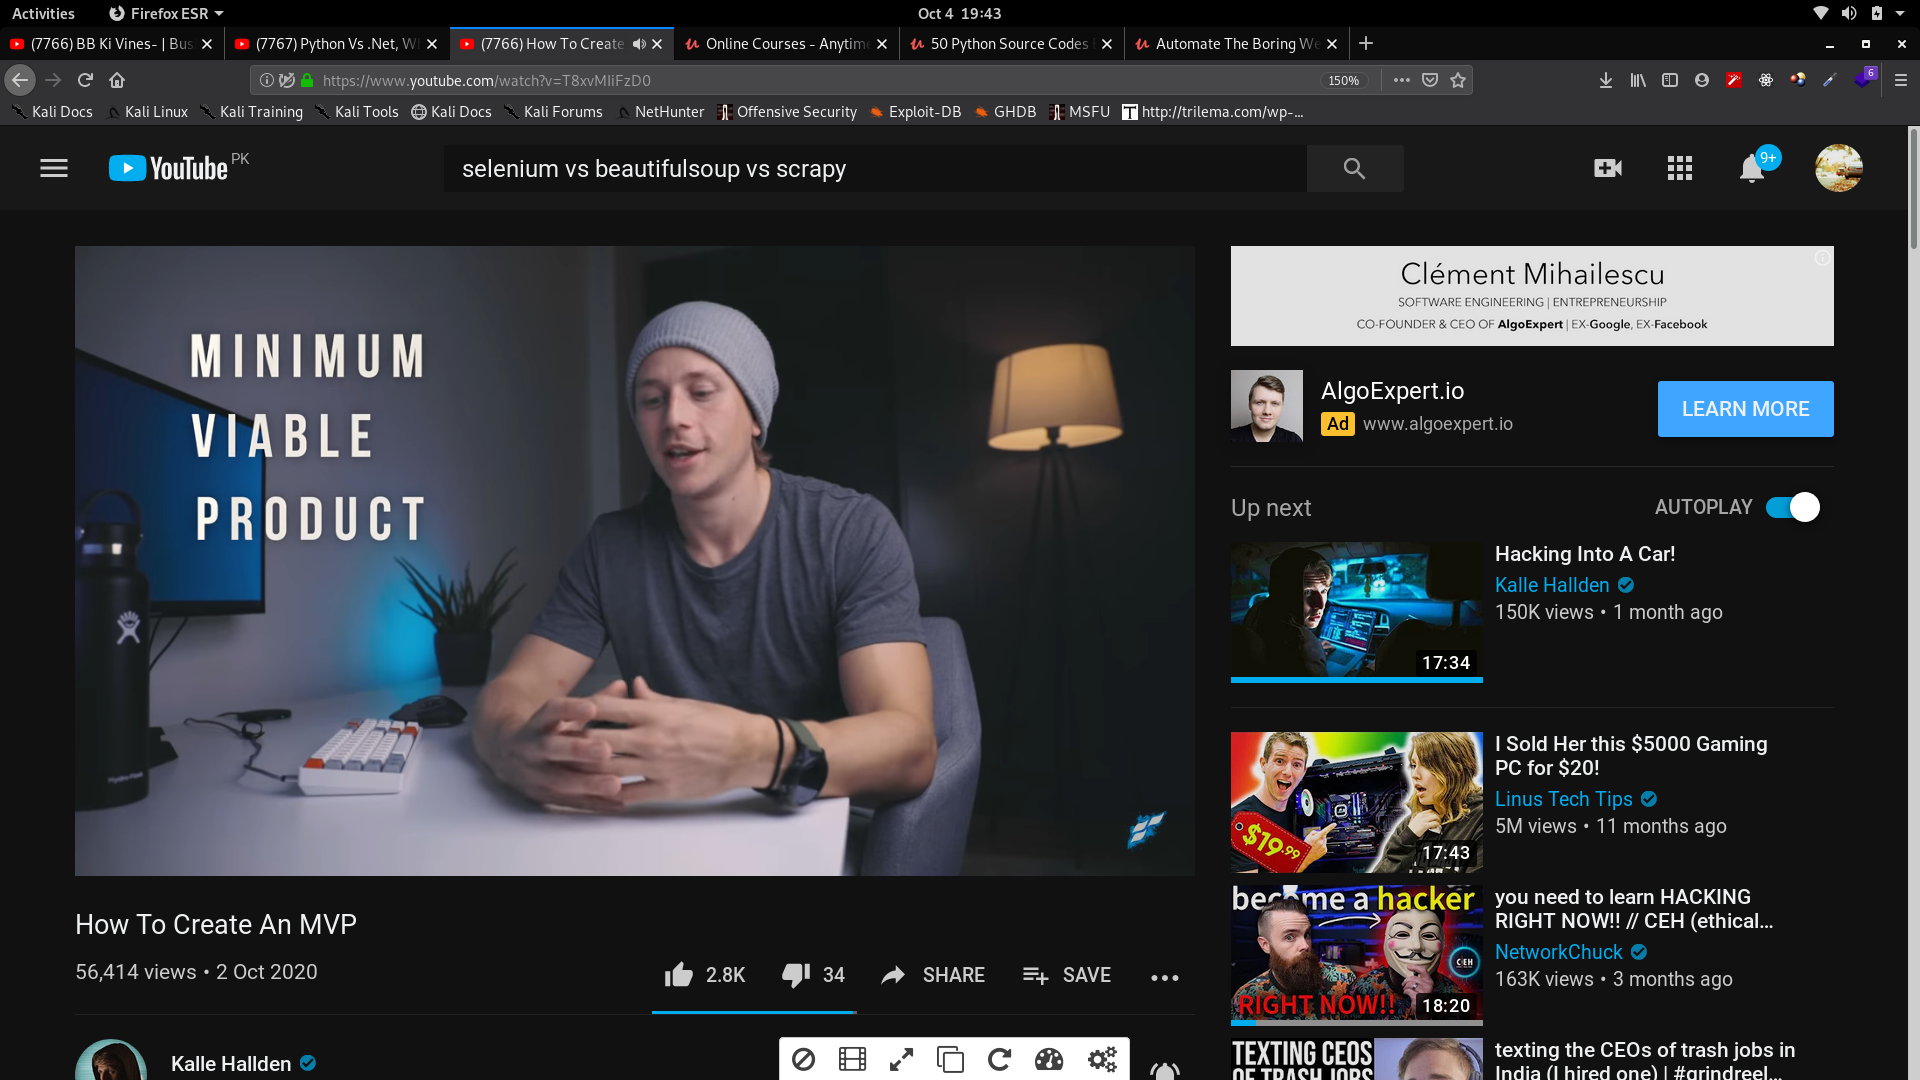 Activities
Firefox ESR
Oct 4 19:43
(7766) BB Ki Vines- | Bus
(7767) Python Vs .Net, W
(7766) How To Create
Online Courses - Anytim
50 Python Source Codes
Automate The Boring W
https://www.youtube.com/watch?v=T8xvMIiFzD0
150%
6
Kali Docs
Kali Linux
Kali Training
Kali Tools
Kali Docs
Kali Forums
NetHunter
Offensive Security
Exploit-DB
GHDB
MSFU
http://trilema.com/wp-...
YouTube PK
selenium vs beautifulsoup vs scrapy
9+
MINIMUM
VIABLE
PRODUCT
Hydro Flask
Clément Mihailescu
SOFTWARE ENGINEERING | ENTREPRENEURSHIP
CO-FOUNDER & CEO OF AlgoExpert | EX-Google, EX-Facebook
AlgoExpert.io
Ad www.algoexpert.io
LEARN MORE
Up next
AUTOPLAY
17:34
Hacking Into A Car!
Kalle Hallden
150K views • 1 month ago
$19.99
17:43
I Sold Her this $5000 Gaming
PC for $20!
Linus Tech Tips
5M views • 11 months ago
become a hacker
CEH
RIGHT NOW!!
18:20
you need to learn HACKING
RIGHT NOW!! // CEH (ethical...
NetworkChuck
163K views • 3 months ago
TEXTING CEOS
OF TRASH JOBS
texting the CEOs of trash jobs in
India (I hired one) | #grindreel...
How To Create An MVP
56,414 views • 2 Oct 2020
2.8K
34
SHARE
SAVE
Kalle Hallden